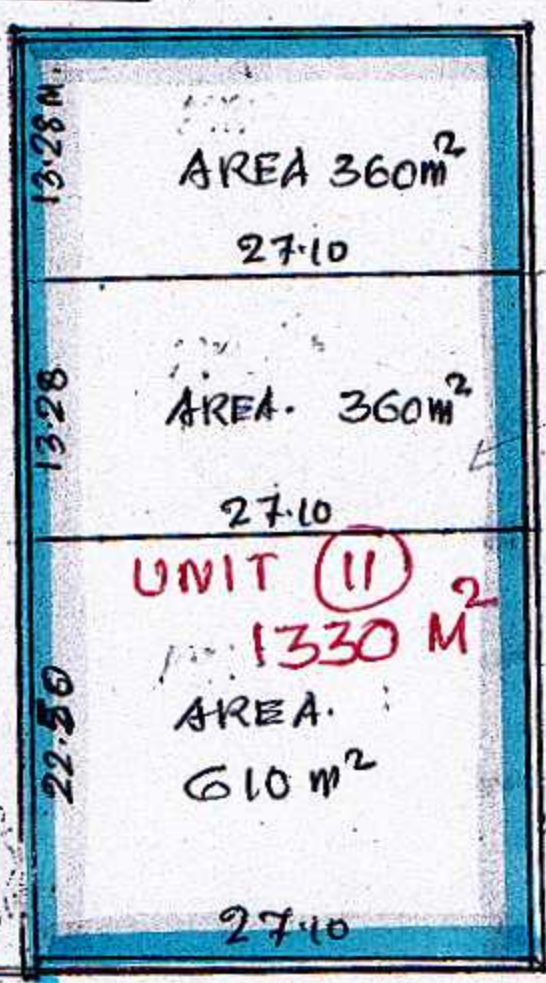 13.28M.
AREA 360m²
27.10
13.28
AREA. 360m²
27.10
UNIT 11
1330 M²
22.50
AREA.
610 m²
27.10